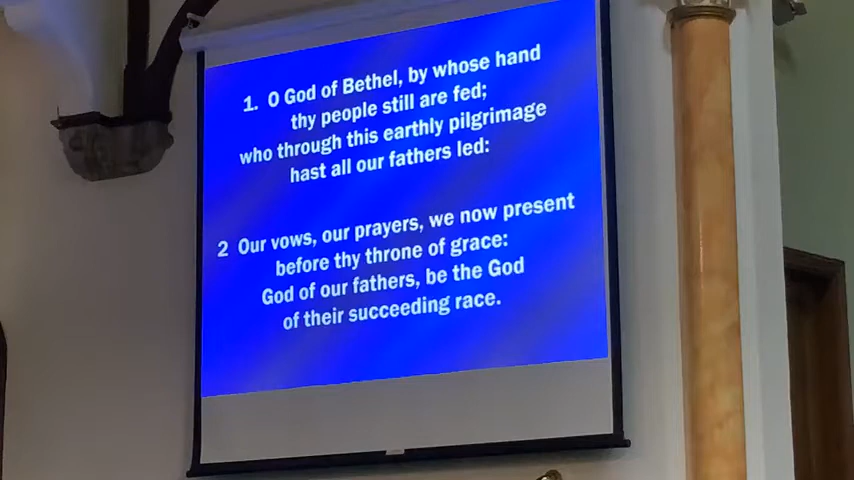 1. O God of Bethel, by whose hand
thy people still are fed;
who through this earthly pilgrimage
hast all our fathers led:
2 Our vows, our prayers, we now present
before thy throne of grace:
God of our fathers, be the God
of their succeeding race.